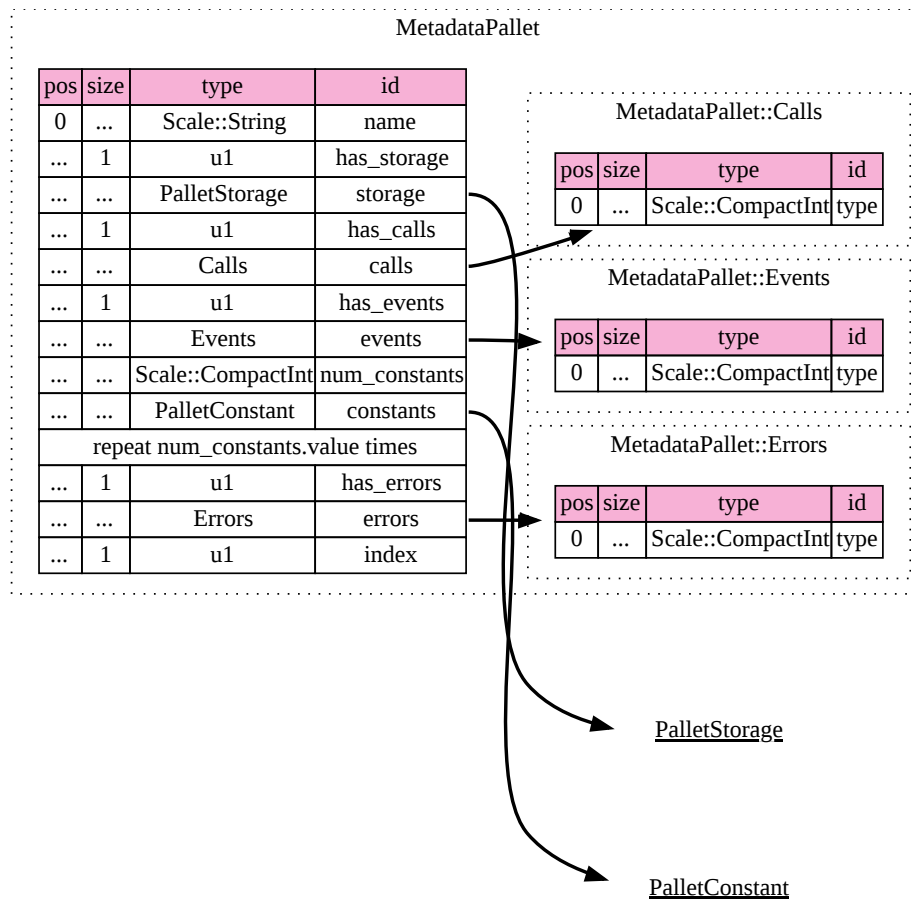 MetadataPallet
pos size type id
0 ... Scale::String name
... 1 u1 has_storage
... ... PalletStorage storage
... 1 u1 has_calls
... ... Calls calls
... 1 u1 has_events
... ... Events events
... ... Scale::CompactInt num_constants
... ... PalletConstant constants
repeat num_constants.value times
... 1 u1 has_errors
... ... Errors errors
... 1 u1 index
MetadataPallet::Calls
pos size type id
0 ... Scale::CompactInt type
MetadataPallet::Events
pos size type id
0 ... Scale::CompactInt type
MetadataPallet::Errors
pos size type id
0 ... Scale::CompactInt type
PalletStorage
PalletConstant